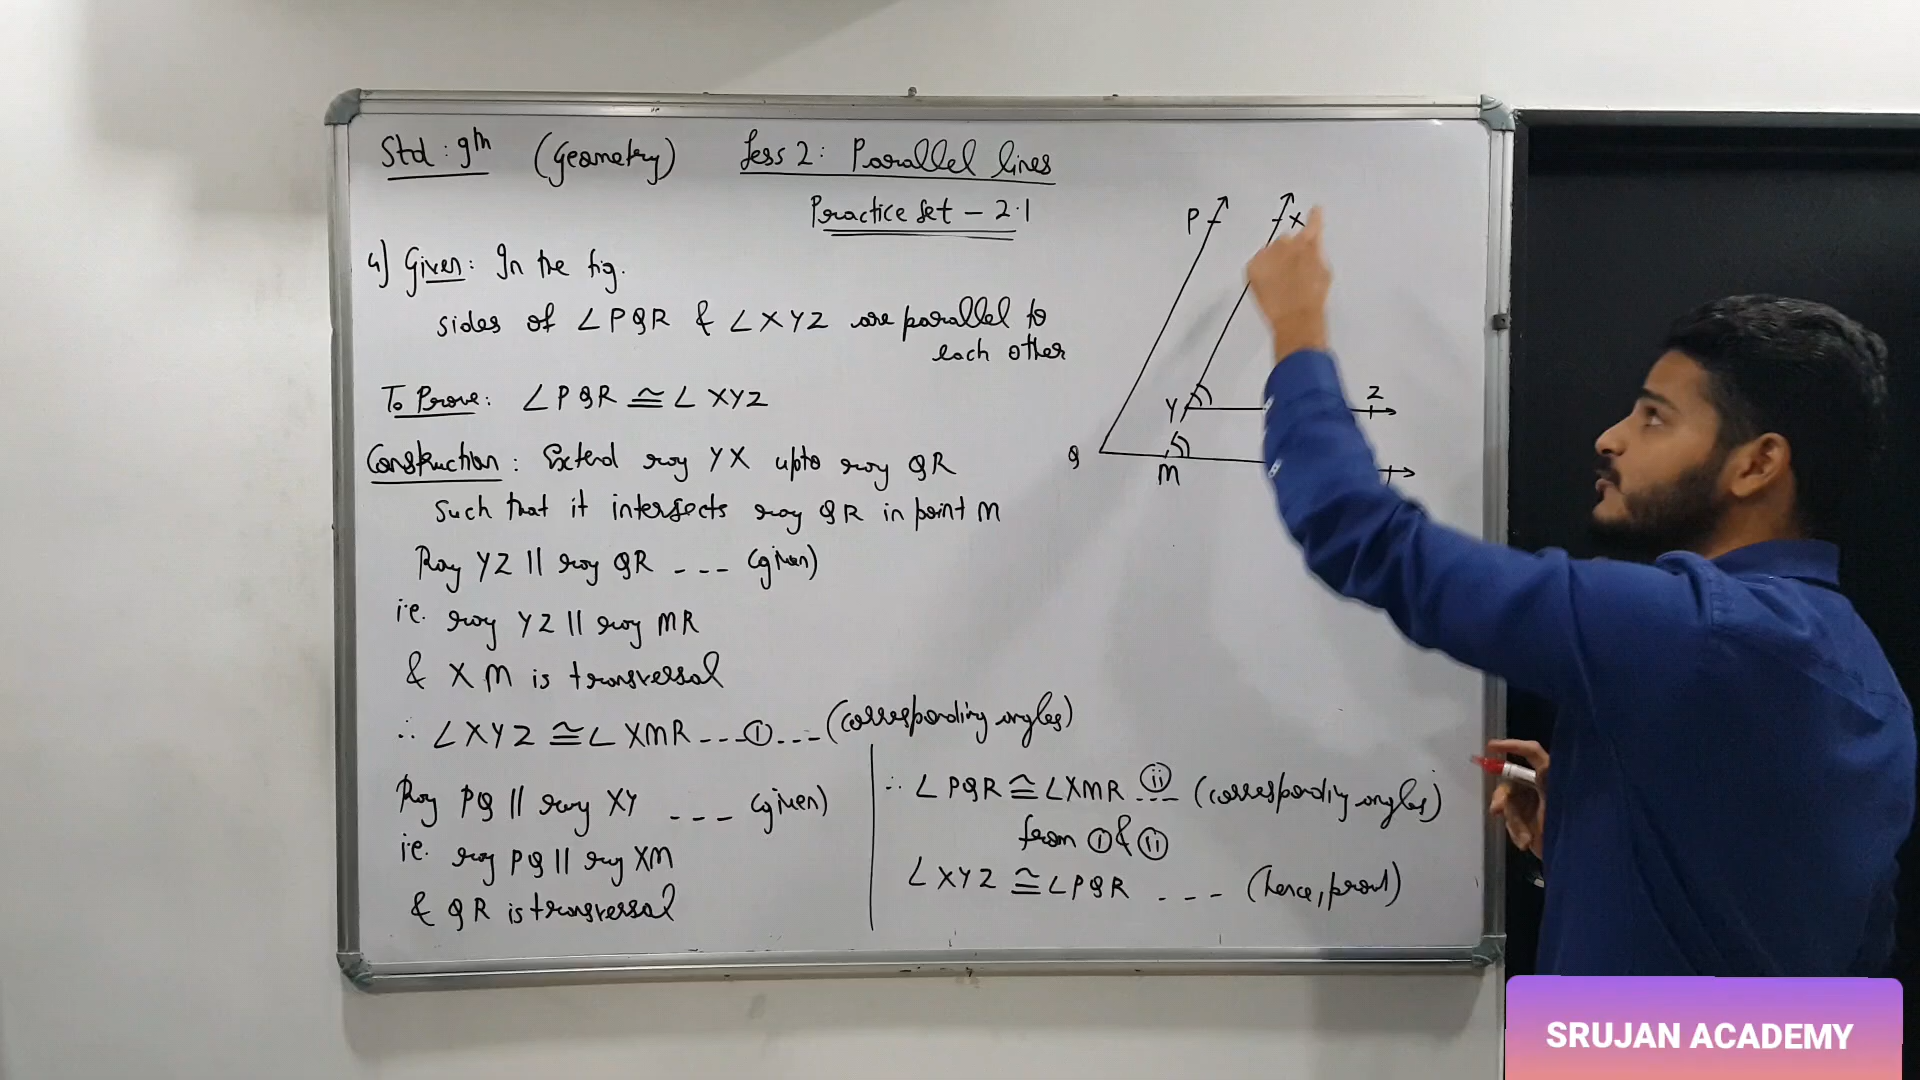 Std : 9th (Geometry) Less 2 : Parallel lines
Practice Set - 2.1
4) Given : In the fig.
sides of ∠PQR & ∠XYZ are parallel to
each other
To Prove : ∠PQR ≅ ∠XYZ
Construction : Extend ray YX upto ray QR
Such that it intersects ray QR in point M
Ray YZ || ray QR --- (given)
i.e. ray YZ || ray MR
& XM is transversal
∴ ∠XYZ ≅ ∠XMR --- ① --- (corresponding angles)
Ray PQ || ray XY --- (given)
i.e. ray PQ || ray XM
& QR is transversal
∴ ∠PQR ≅ ∠XMR --- ⓘⓘ (corresponding angles)
from ① & ⓘⓘ
∠XYZ ≅ ∠PQR --- (hence, proved)
P X
Y Z
Q M
SRUJAN ACADEMY